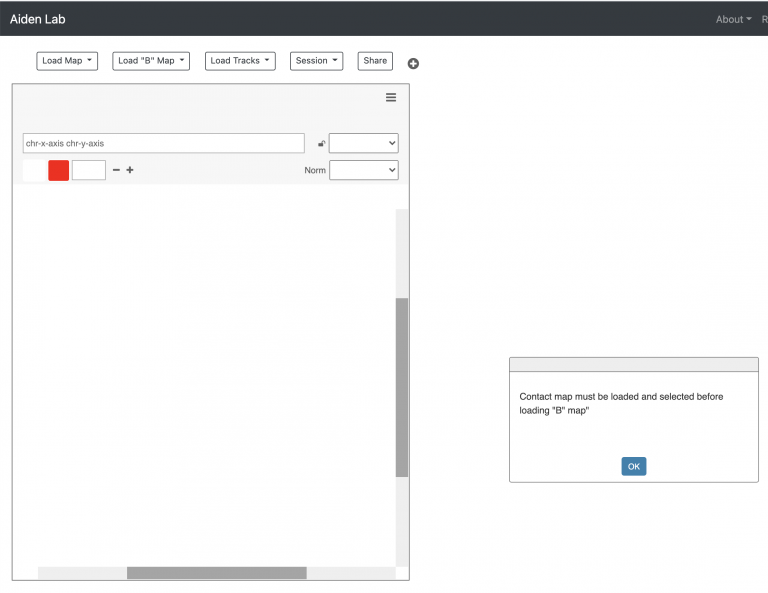 Aiden Lab
About
R
Load Map
Load "B" Map
Load Tracks
Session
Share
chr-x-axis chr-y-axis
Norm
Contact map must be loaded and selected before
loading "B" map"
OK